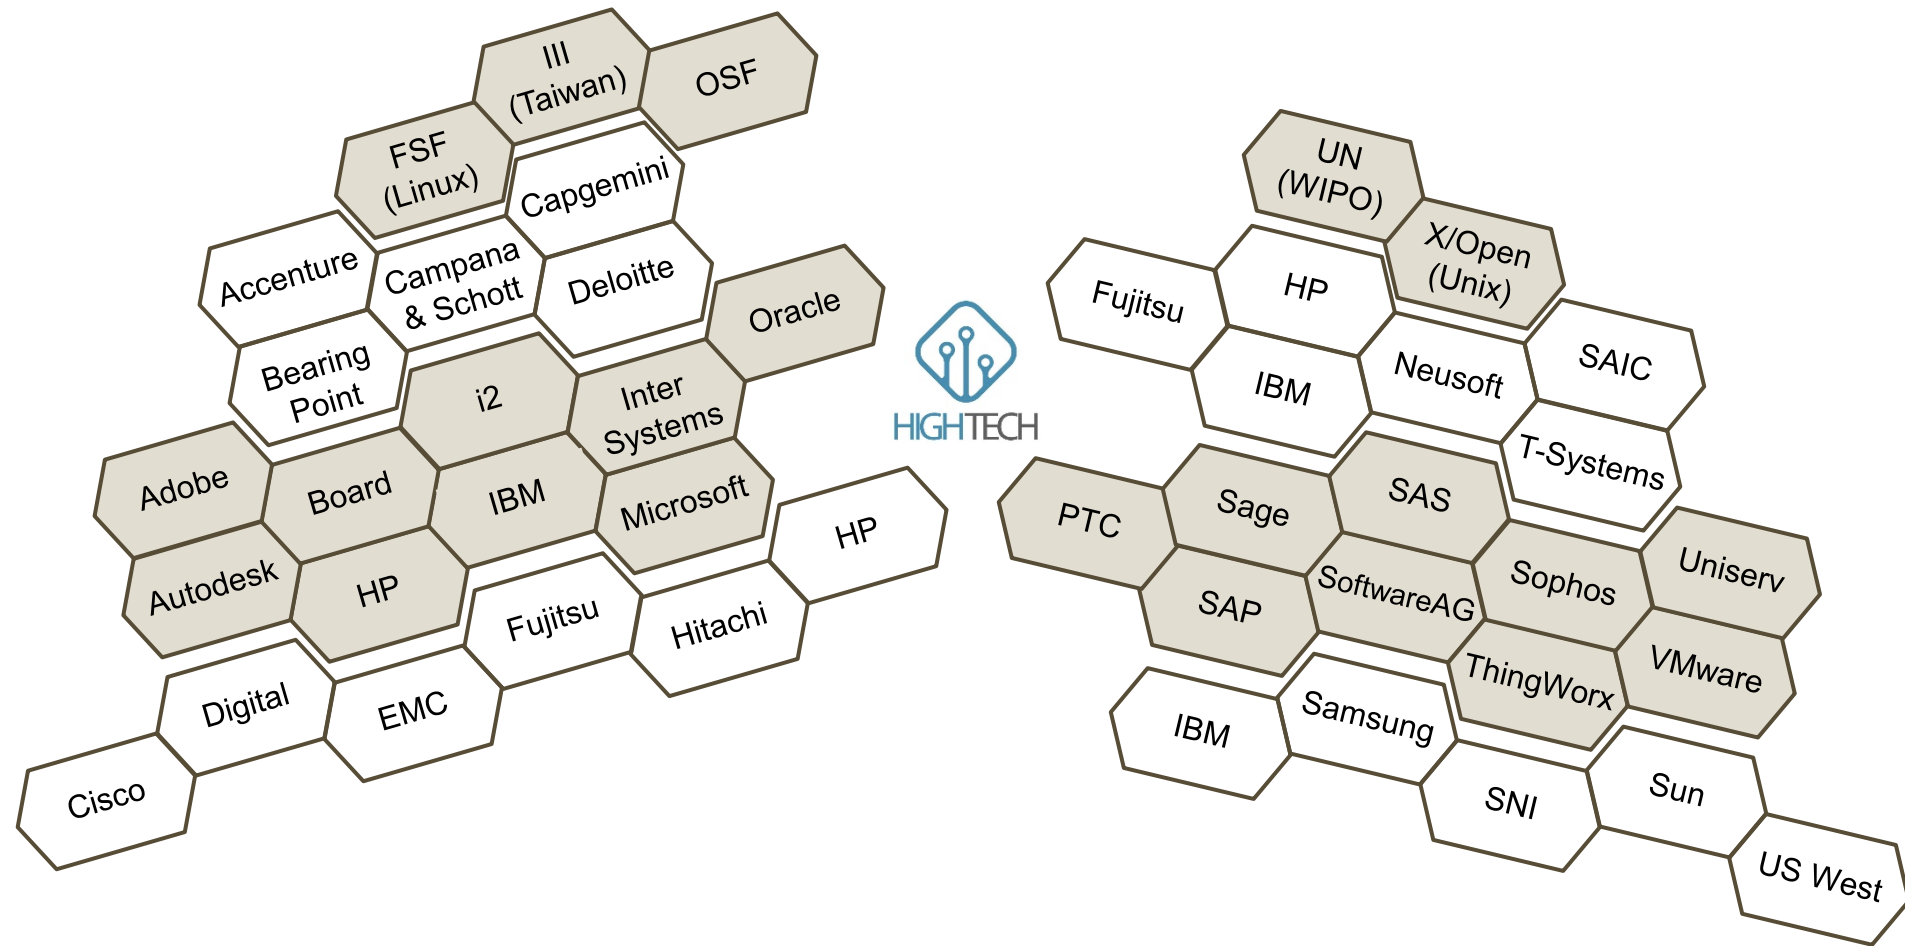 III
(Taiwan)
OSF
FSF
(Linux)
Capgemini
Accenture
Campana
& Schott
Deloitte
Bearing
Point
Oracle
i2
Inter
Systems
Adobe
Board
IBM
Microsoft
Autodesk
HP
HP
Fujitsu
Hitachi
Digital
EMC
Cisco
HIGHTECH
UN
(WIPO)
X/Open
(Unix)
Fujitsu
HP
SAIC
IBM
Neusoft
T-Systems
PTC
Sage
SAS
Uniserv
SAP
SoftwareAG
Sophos
VMware
ThingWorx
IBM
Samsung
SNI
Sun
US West